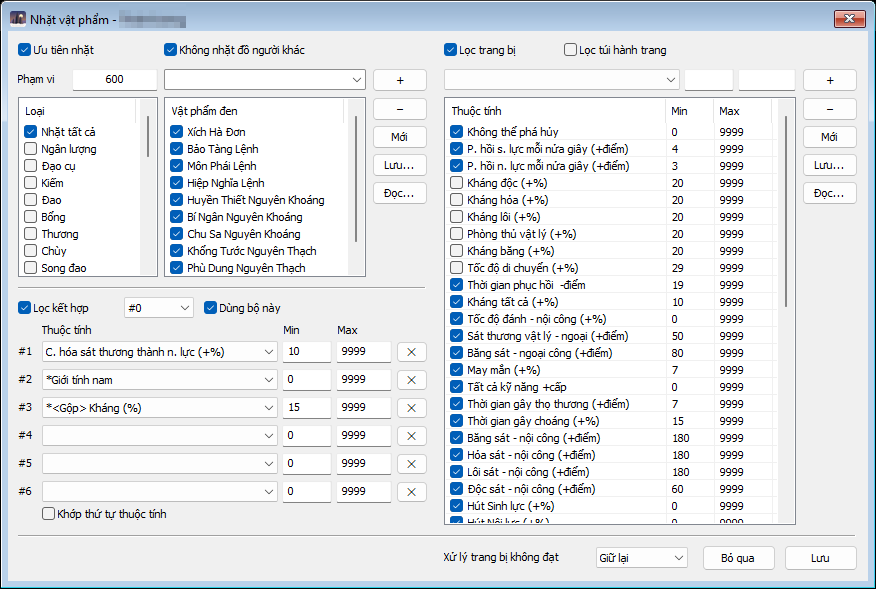 Nhặt vật phẩm -
Ưu tiên nhặt
Không nhặt đồ người khác
Phạm vi
600
+
Loại
Nhặt tất cả
Ngân lượng
Đạo cụ
Kiếm
Đao
Bổng
Thương
Chùy
Song đao
Vật phẩm đen
Xích Hà Đơn
Bảo Tàng Lệnh
Môn Phái Lệnh
Hiệp Nghĩa Lệnh
Huyền Thiết Nguyên Khoáng
Bí Ngân Nguyên Khoáng
Chu Sa Nguyên Khoáng
Khổng Tước Nguyên Thạch
Phù Dung Nguyên Thạch
−
Mới
Lưu...
Đọc...
Lọc kết hợp
#0
Dùng bộ này
Thuộc tính Min Max
#1 C. hóa sát thương thành n. lực (+%) 10 9999
#2 *Giới tính nam 0 9999
#3 *<Gộp> Kháng (%) 15 9999
#4 0 9999
#5 0 9999
#6 0 9999
Khớp thứ tự thuộc tính
Lọc trang bị
Lọc túi hành trang
+
−
Mới
Lưu...
Đọc...
Thuộc tính Min Max
Không thể phá hủy 0 9999
P. hồi s. lực mỗi nửa giây (+điểm) 4 9999
P. hồi n. lực mỗi nửa giây (+điểm) 3 9999
Kháng độc (+%) 20 9999
Kháng hỏa (+%) 20 9999
Kháng lôi (+%) 20 9999
Phòng thủ vật lý (+%) 20 9999
Kháng băng (+%) 20 9999
Tốc độ di chuyển (+%) 29 9999
Thời gian phục hồi -điểm 19 9999
Kháng tất cả (+%) 10 9999
Tốc độ đánh - nội công (+%) 0 9999
Sát thương vật lý - ngoại (+điểm) 50 9999
Băng sát - ngoại công (+điểm) 80 9999
May mắn (+%) 7 9999
Tất cả kỹ năng +cấp 0 9999
Thời gian gây thọ thương (+điểm) 7 9999
Thời gian gây choáng (+%) 15 9999
Băng sát - nội công (+điểm) 180 9999
Hỏa sát - nội công (+điểm) 180 9999
Lôi sát - nội công (+điểm) 180 9999
Độc sát - nội công (+điểm) 60 9999
Hút Sinh lực (+%) 0 9999
Hút Nội lực (+%) 0 9999
Xử lý trang bị không đạt
Giữ lại
Bỏ qua
Lưu